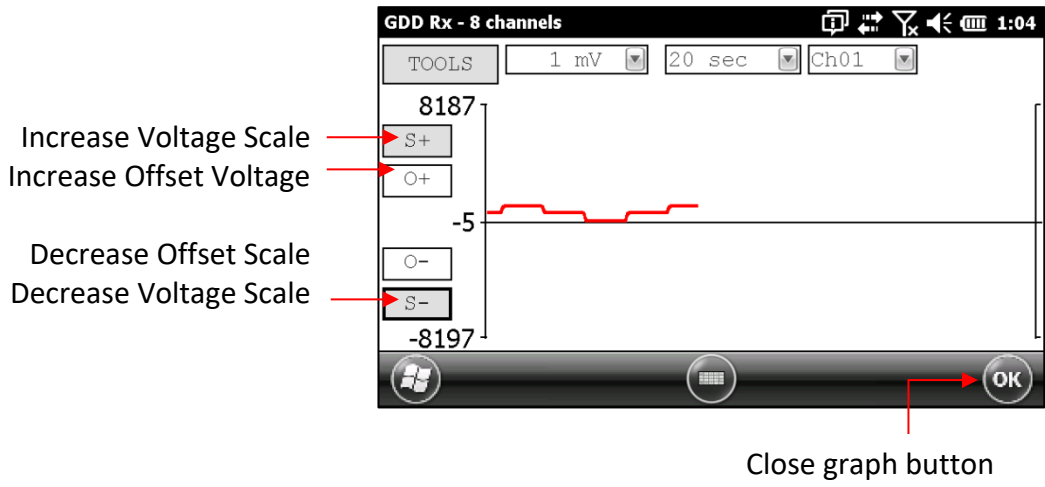 GDD Rx - 8 channels 1:04
TOOLS 1 mV 20 sec Ch01
8187
Increase Voltage Scale S+
Increase Offset Voltage O+
-5
Decrease Offset Scale O-
Decrease Voltage Scale S-
-8197
OK
Close graph button